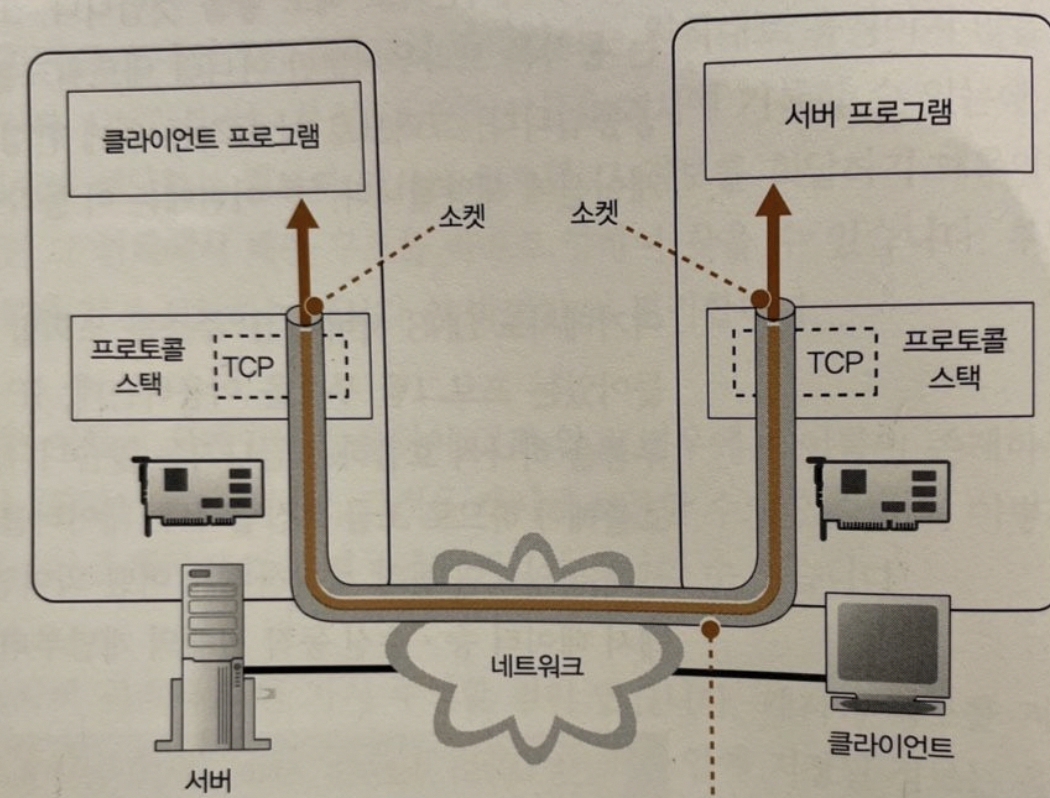 클라이언트 프로그램
서버 프로그램
소켓
소켓
프로토콜
스택
TCP
TCP
프로토콜
스택
네트워크
서버
클라이언트